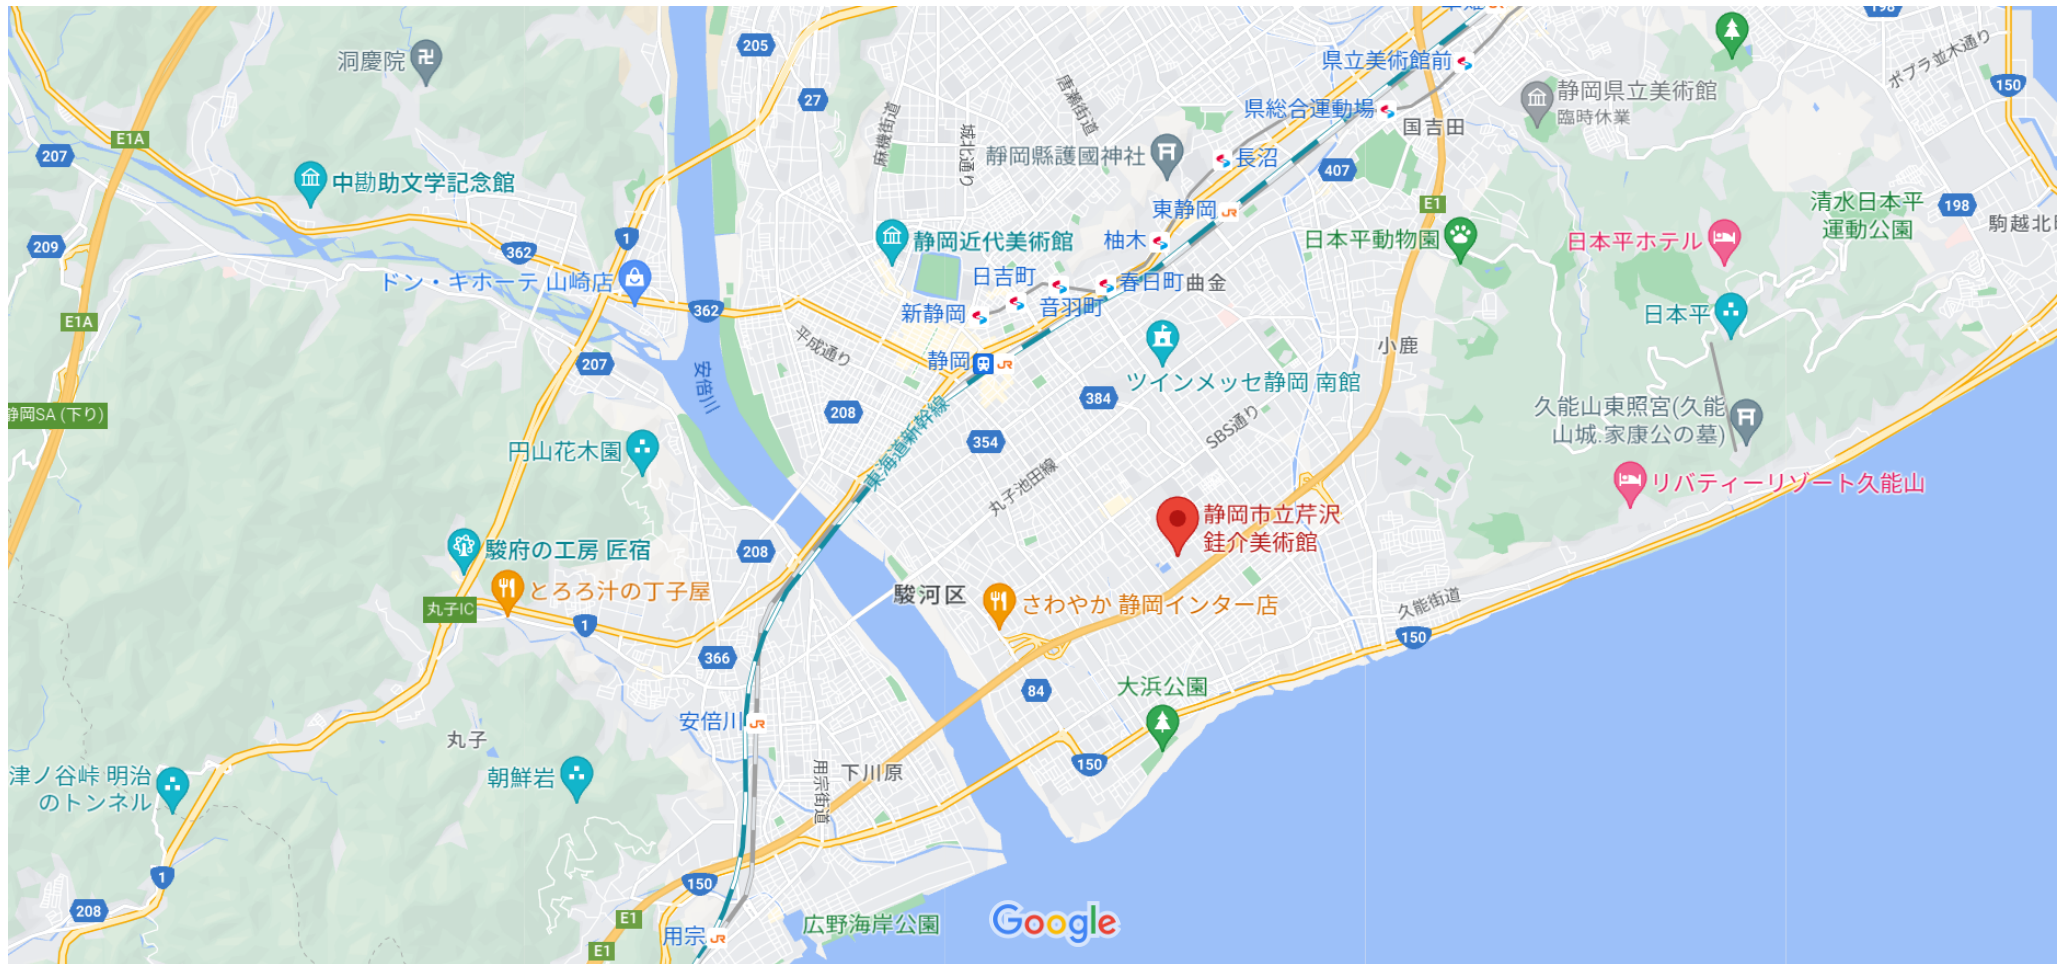 198
205
洞慶院
県立美術館前
ポプラ並木通り
150
静岡県立美術館
臨時休業
27
唐瀬街道
県総合運動場
国吉田
麻機街道
城北通り
E1A
207
静岡縣護國神社
長沼
407
中勘助文学記念館
清水日本平
運動公園
198
E1
東静岡
駒越北町
209
362
1
静岡近代美術館
柚木
日本平動物園
日本平ホテル
ドン・キホーテ 山崎店
日吉町
春日町
曲金
362
新静岡
音羽町
日本平
E1A
平成通り
小鹿
静岡
207
安倍川
ツインメッセ静岡 南館
静岡SA (下り)
208
384
東海道新幹線
久能山東照宮(久能
山城.家康公の墓)
SBS通り
354
円山花木園
丸子池田線
リバティーリゾート久能山
静岡市立芹沢
銈介美術館
駿府の工房 匠宿
208
とろろ汁の丁子屋
丸子IC
駿河区
さわやか 静岡インター店
久能街道
1
150
366
84
大浜公園
安倍川
丸子
150
津ノ谷峠 明治
のトンネル
朝鮮岩
用宗街道
下川原
1
150
208
E1
広野海岸公園
Google
用宗
E1